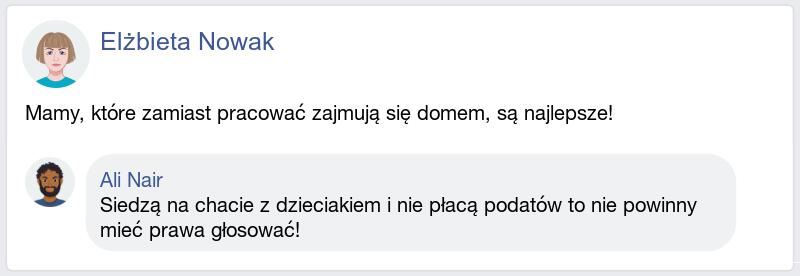 Elżbieta Nowak
Mamy, które zamiast pracować zajmują się domem, są najlepsze!
Ali Nair
Siedzą na chacie z dzieciakiem i nie płacą podatów to nie powinny
mieć prawa głosować!